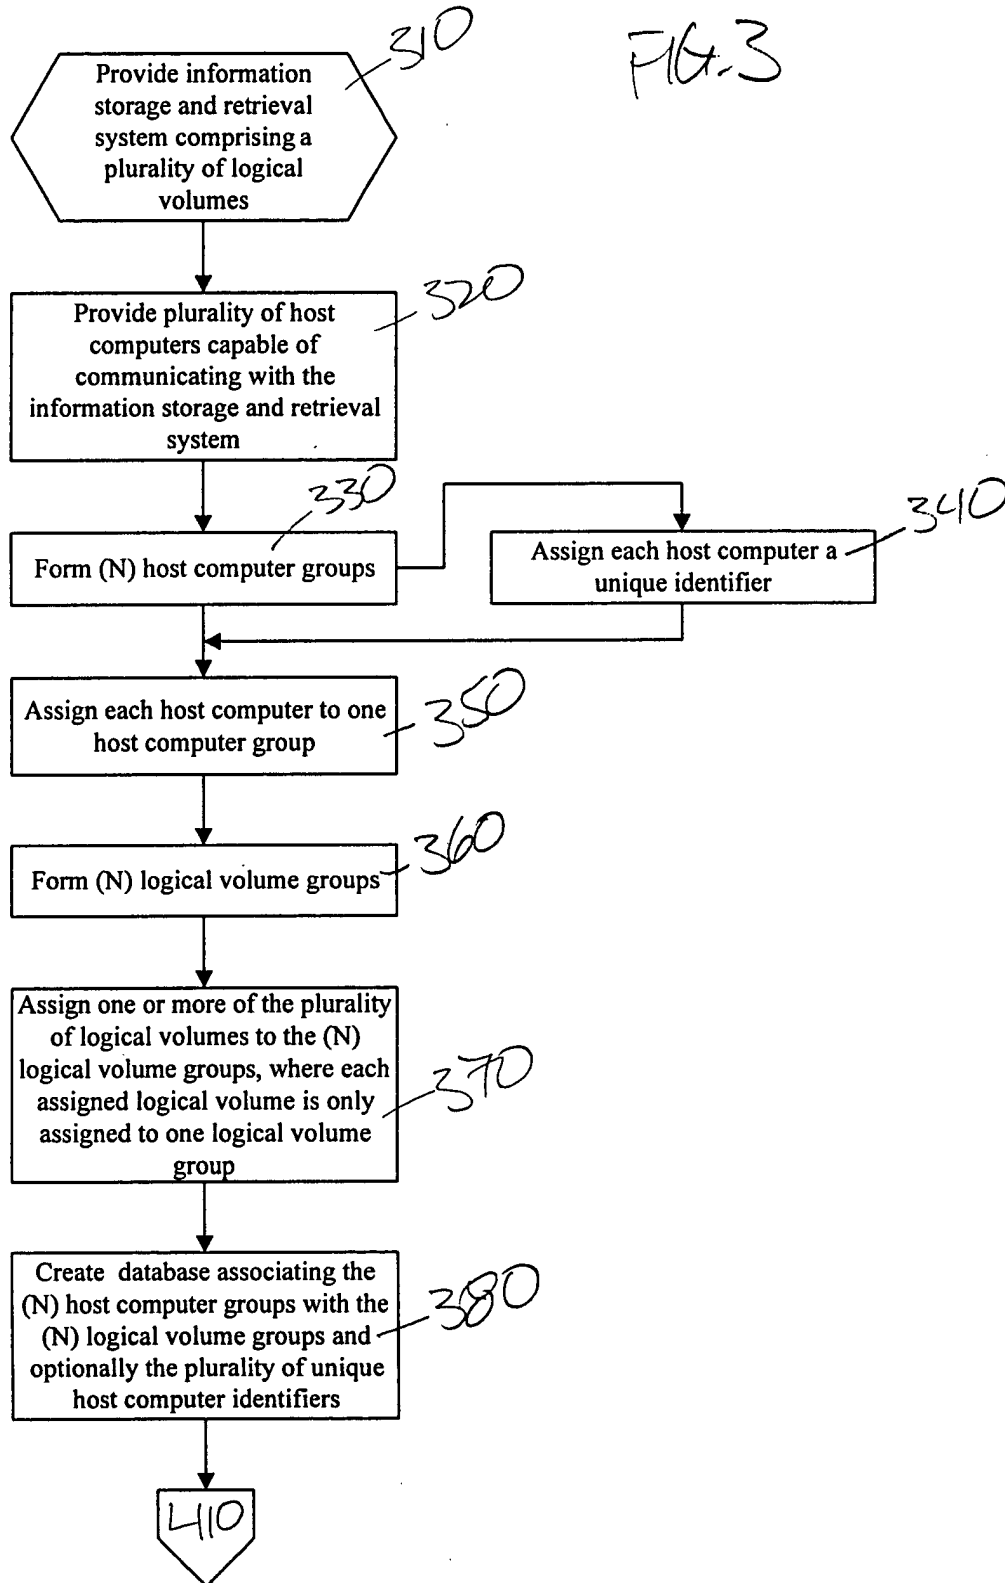 FIG. 3
310
Provide information
storage and retrieval
system comprising a
plurality of logical
volumes
320
Provide plurality of host
computers capable of
communicating with the
information storage and retrieval
system
330
Form (N) host computer groups
340
Assign each host computer a
unique identifier
350
Assign each host computer to one
host computer group
360
Form (N) logical volume groups
370
Assign one or more of the plurality
of logical volumes to the (N)
logical volume groups, where each
assigned logical volume is only
assigned to one logical volume
group
380
Create database associating the
(N) host computer groups with the
(N) logical volume groups and
optionally the plurality of unique
host computer identifiers
410